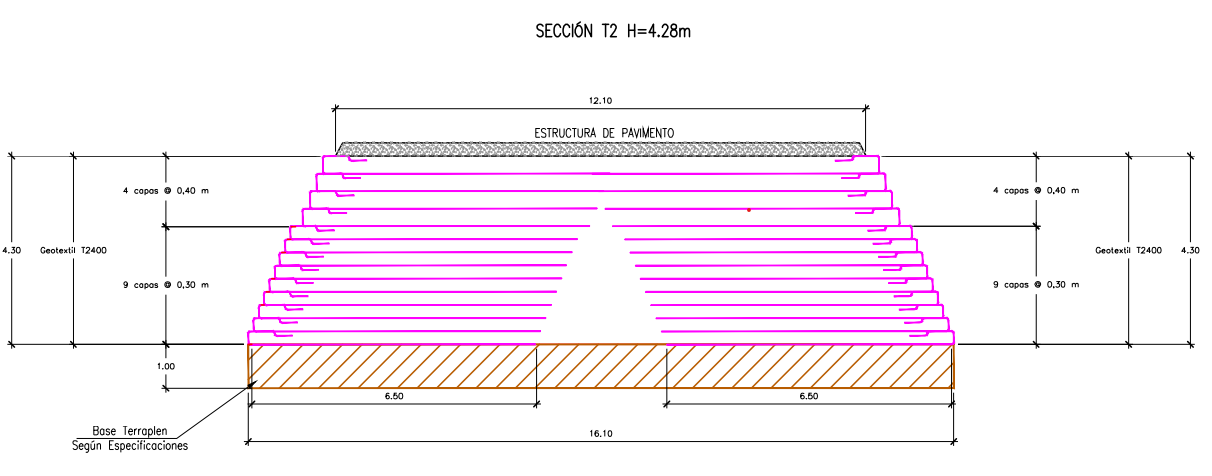 SECCIÓN T2 H=4.28m
12.10
ESTRUCTURA DE PAVIMENTO
4 capas @ 0,40 m
4 capas @ 0,40 m
4.30
Geotextil T2400
Geotextil T2400
4.30
9 capas @ 0,30 m
9 capas @ 0,30 m
1.00
6.50
6.50
Base Terraplen
Según Especificaciones
16.10